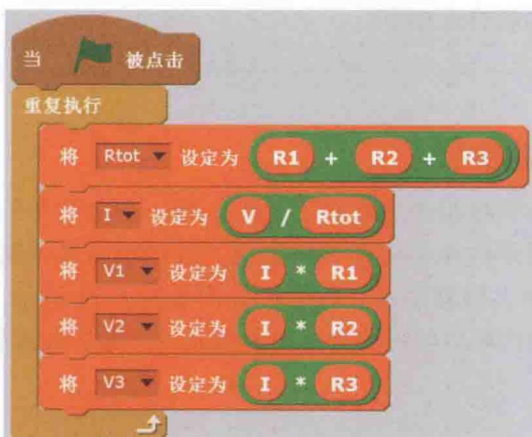 当 被点击
重复执行
将 Rtot 设定为 R1 + R2 + R3
将 I 设定为 V / Rtot
将 V1 设定为 I * R1
将 V2 设定为 I * R2
将 V3 设定为 I * R3